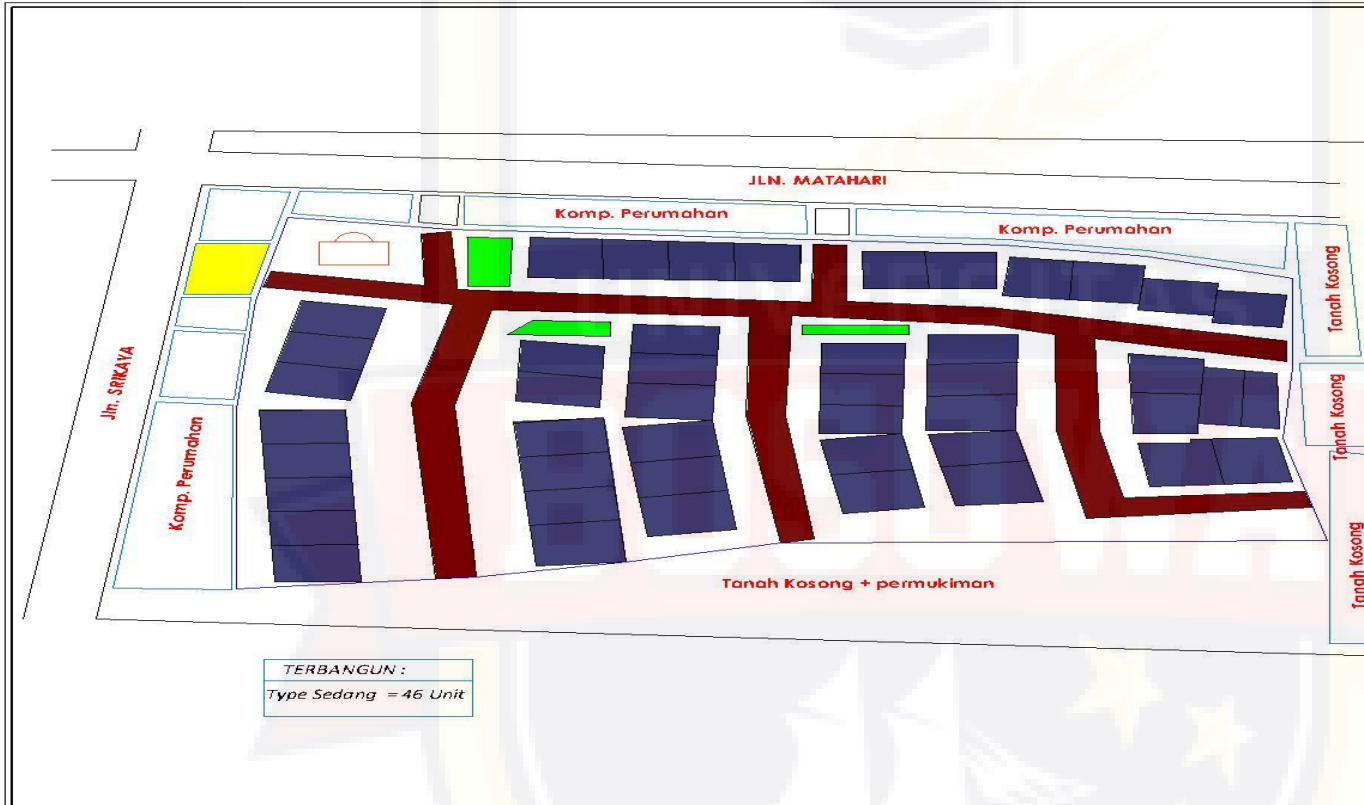 JLN. MATAHARI
Komp. Perumahan
Komp. Perumahan
Tanah Kosong
Jln. SRIKAYA
Tanah Kosong
Komp. Perumahan
Tanah Kosong
Tanah Kosong + permukiman
TERBANGUN :
Type Sedang = 46 Unit